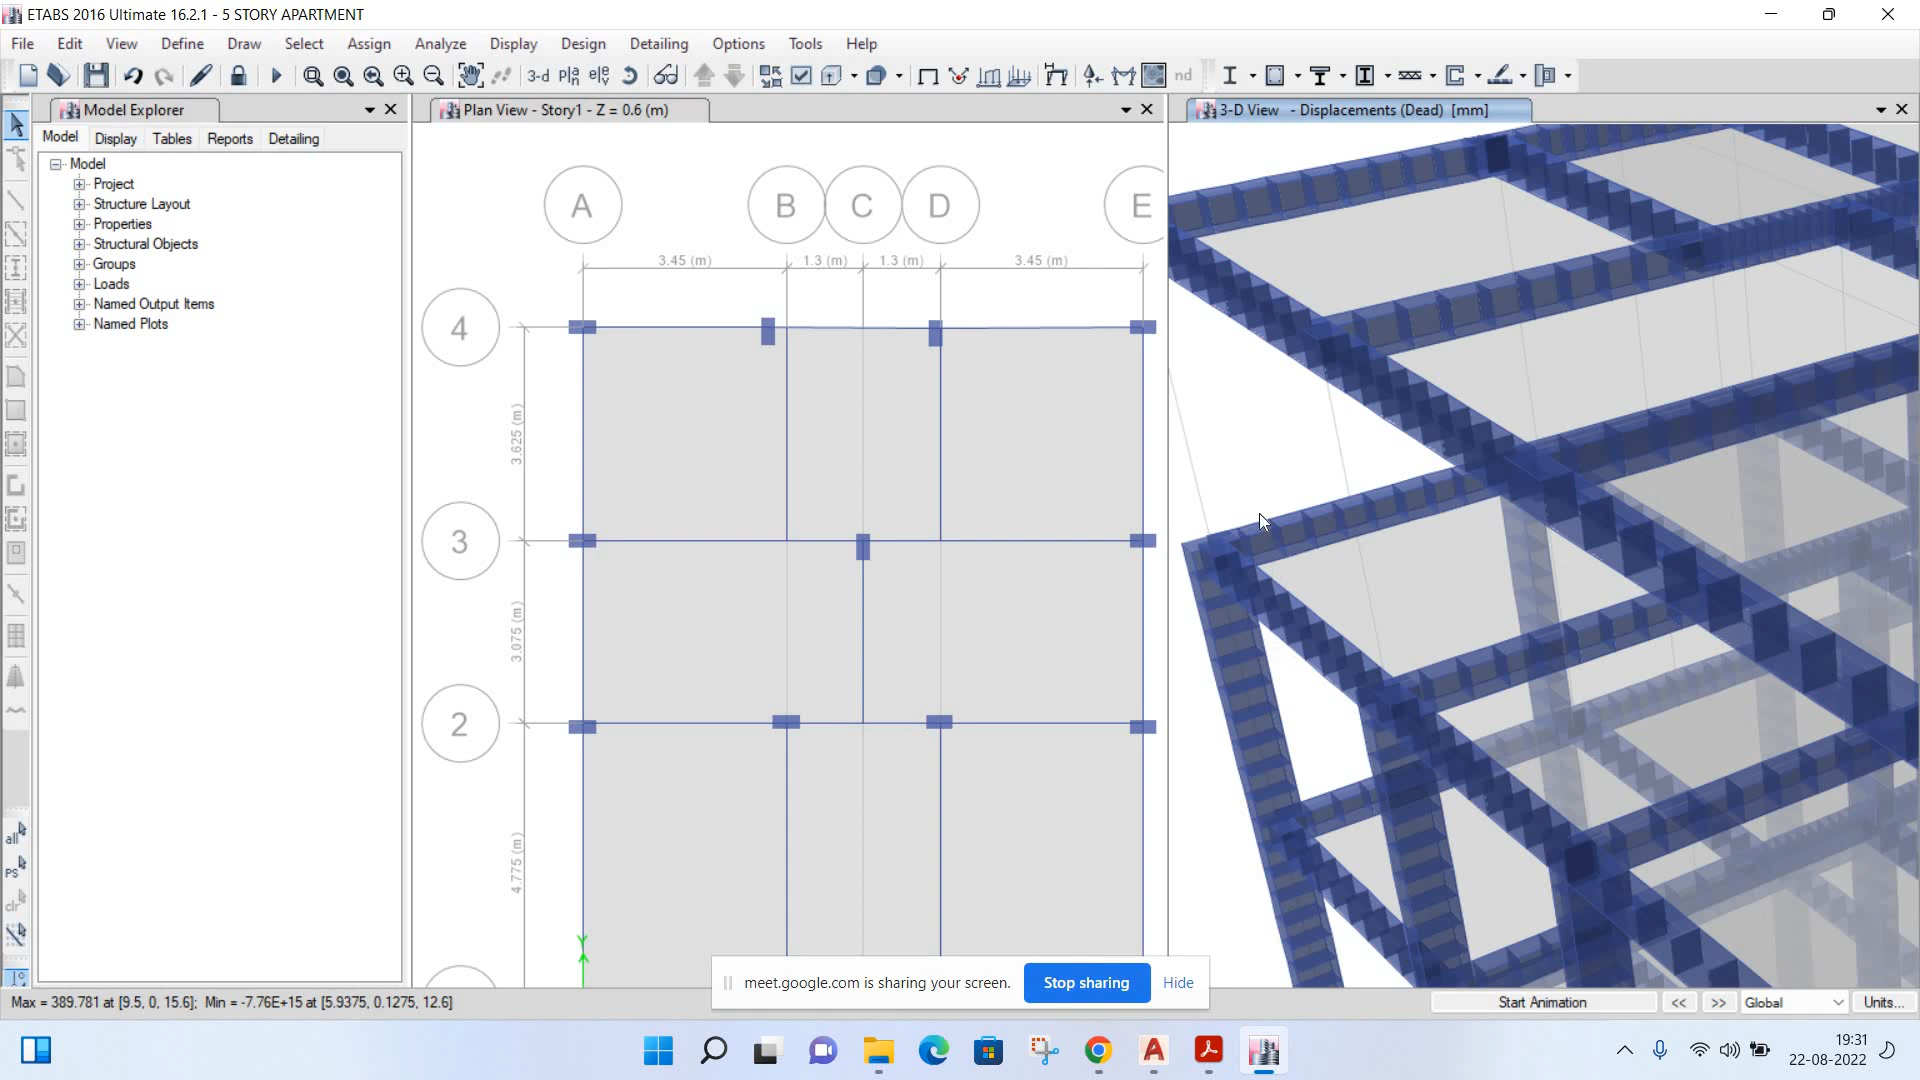 ETABS 2016 Ultimate 16.2.1 - 5 STORY APARTMENT
File Edit View Define Draw Select Assign Analyze Display Design Detailing Options Tools Help
3-d
nd
Model Explorer
Plan View - Story1 - Z = 0.6 (m)
3-D View - Displacements (Dead) [mm]
Model Display Tables Reports Detailing
Model
Project
Structure Layout
Properties
Structural Objects
Groups
Loads
Named Output Items
Named Plots
A B C D E
3.45 (m) 1.3 (m) 1.3 (m) 3.45 (m)
4
3.625 (m)
3
3.075 (m)
2
4.775 (m)
Y
all
PS
clr
meet.google.com is sharing your screen. Stop sharing Hide
Max = 389.781 at [9.5, 0, 15.6]; Min = -7.76E+15 at [5.9375, 0.1275, 12.6]
Start Animation << >> Global Units...
19:31
22-08-2022